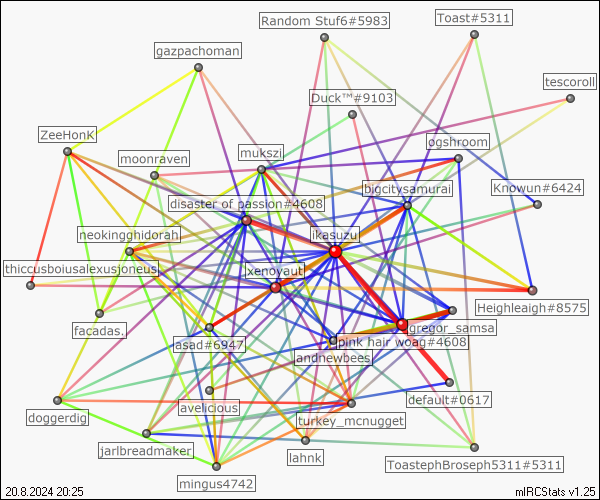 Random Stuf6#5983
Toast#5311
gazpachoman
tescoroll
Duck™#9103
ZeeHonK
ogshroom
moonraven
mukszi
bigcitysamurai
Knowun#6424
disaster of passion#4608
ikasuzu
neokingghidorah
thiccusboiusalexusjoneus
xenoyaut
Heighleaigh#8575
facadas.
gregor_samsa
asad#6947
pink hair woag#4608
andnewbees
default#0617
avelicious
doggerdig
turkey_mcnugget
jarlbreadmaker
lahnk
ToastephBroseph5311#5311
mingus4742
20.8.2024 20:25
mIRCStats v1.25